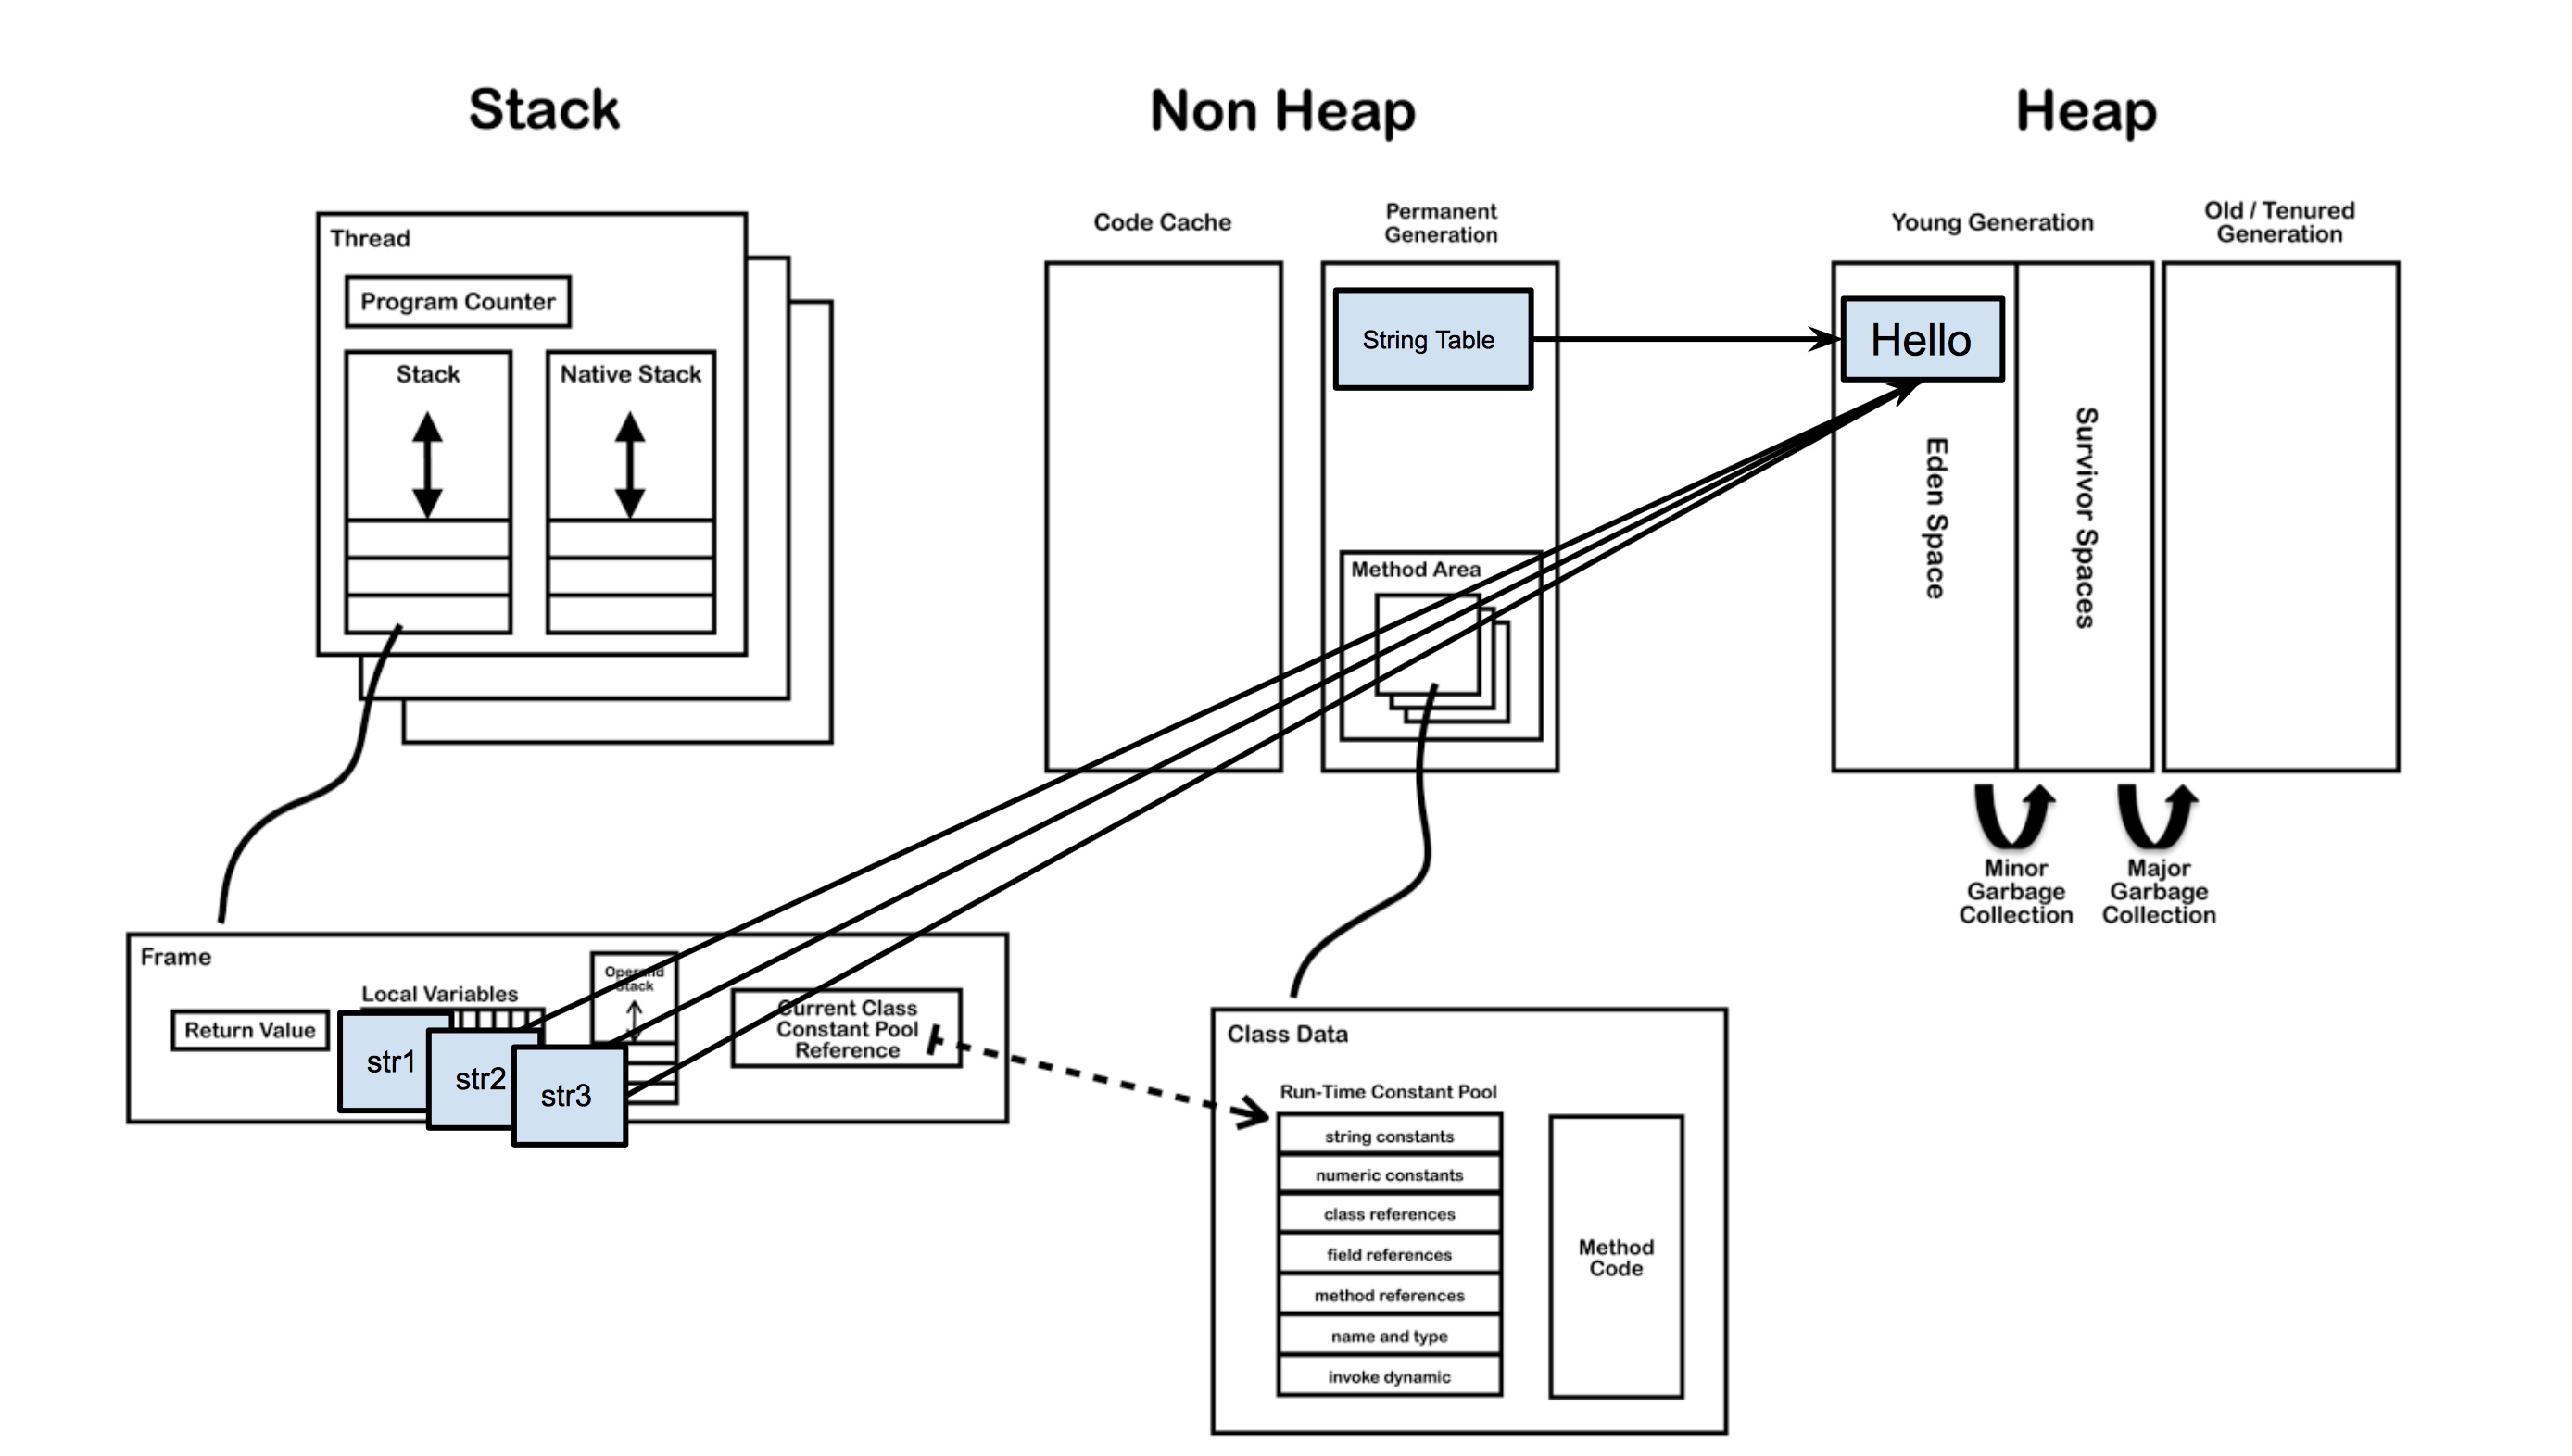 Stack
Non Heap
Heap
Thread
Program Counter
Stack
Native Stack
Code Cache
Permanent
Generation
String Table
Method Area
Young Generation
Old / Tenured
Generation
Hello
Eden Space
Survivor Spaces
Minor
Garbage
Collection
Major
Garbage
Collection
Frame
Return Value
Local Variables
str1
str2
str3
Operand
Stack
Current Class
Constant Pool
Reference
Class Data
Run-Time Constant Pool
string constants
numeric constants
class references
field references
method references
name and type
invoke dynamic
Method
Code